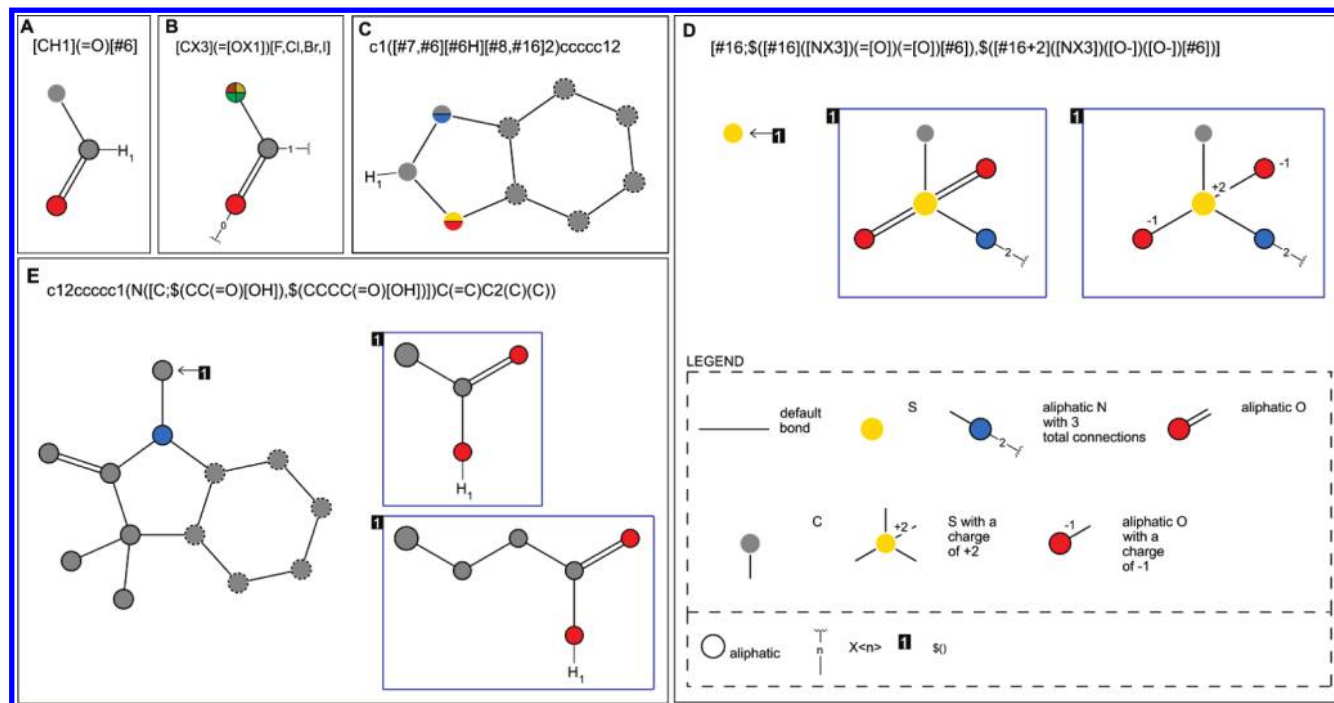 A
[CH1](=O)[#6]
H1
B
[CX3](=[OX1])[F,Cl,Br,I]
1
0
C
c1([#7,#6][#6H][#8,#16]2)ccccc12
H1
D
[#16;$([#16]([NX3])(=[O])(=[O])[#6]),$([#16+2]([NX3])([O-])([O-])[#6])]
1
1
2
1
-1
+2
-1
2
E
c12ccccc1(N([C;$(CC(=O)[OH]),$(CCCC(=O)[OH])])C(=C)C2(C)(C))
1
1
H1
1
H1
LEGEND
default
bond
S
2
aliphatic N
with 3
total connections
aliphatic O
C
+2
S with a
charge
of +2
-1
aliphatic O
with a
charge
of -1
aliphatic
n
X<n>
1
$()